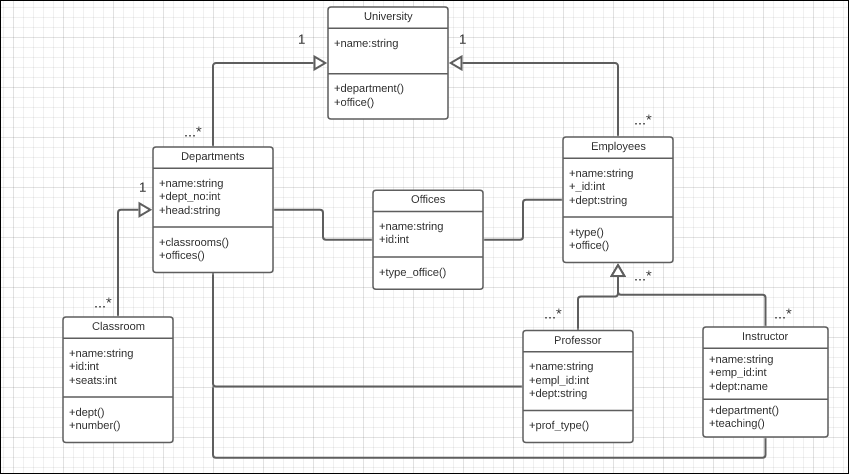 University
+name:string
+department()
+office()
1
1
...*
...*
Departments
+name:string
+dept_no:int
+head:string
+classrooms()
+offices()
Employees
+name:string
+_id:int
+dept:string
+type()
+office()
Offices
+name:string
+id:int
+type_office()
1
...*
...*
...*
...*
Classroom
+name:string
+id:int
+seats:int
+dept()
+number()
Professor
+name:string
+empl_id:int
+dept:string
+prof_type()
Instructor
+name:string
+emp_id:int
+dept:name
+department()
+teaching()